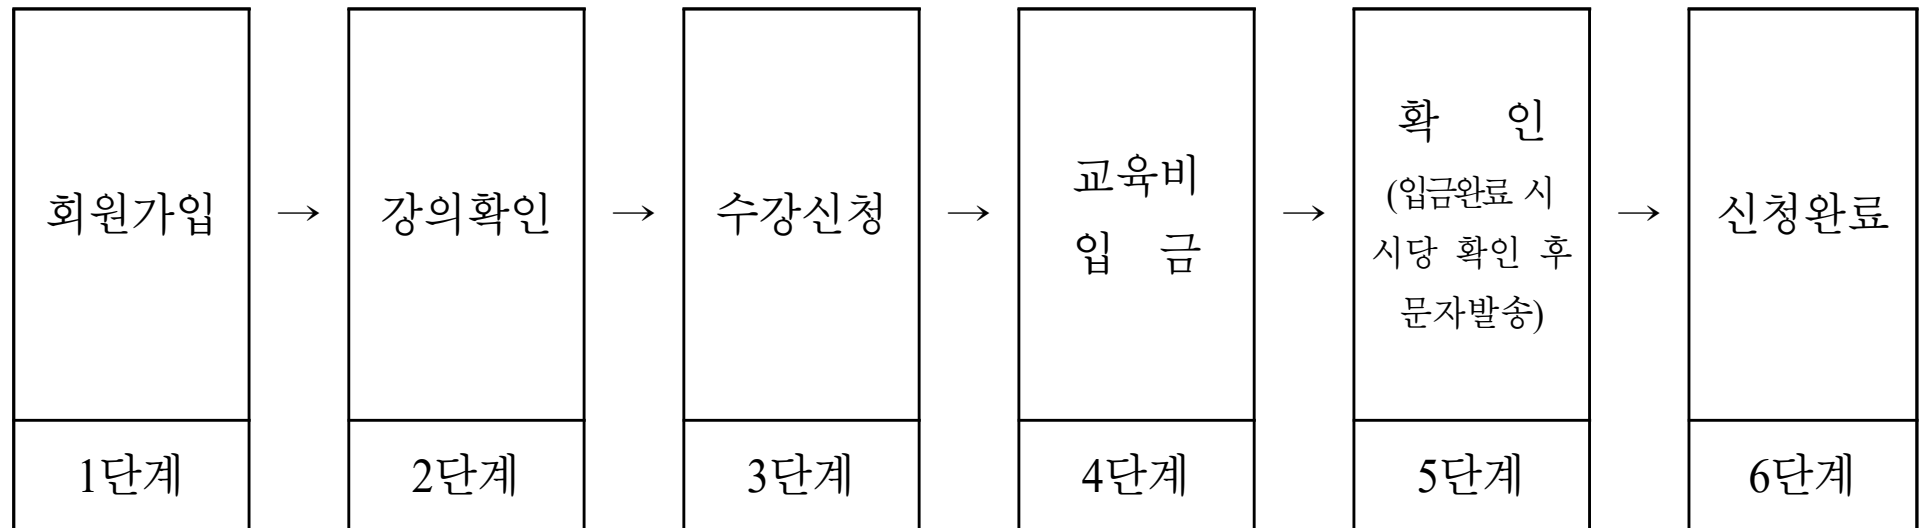 회원가입
→
강의확인
→
수강신청
→
교육비
입 금
→
확 인
(입금완료 시
시당 확인 후
문자발송)
→
신청완료
1단계
2단계
3단계
4단계
5단계
6단계